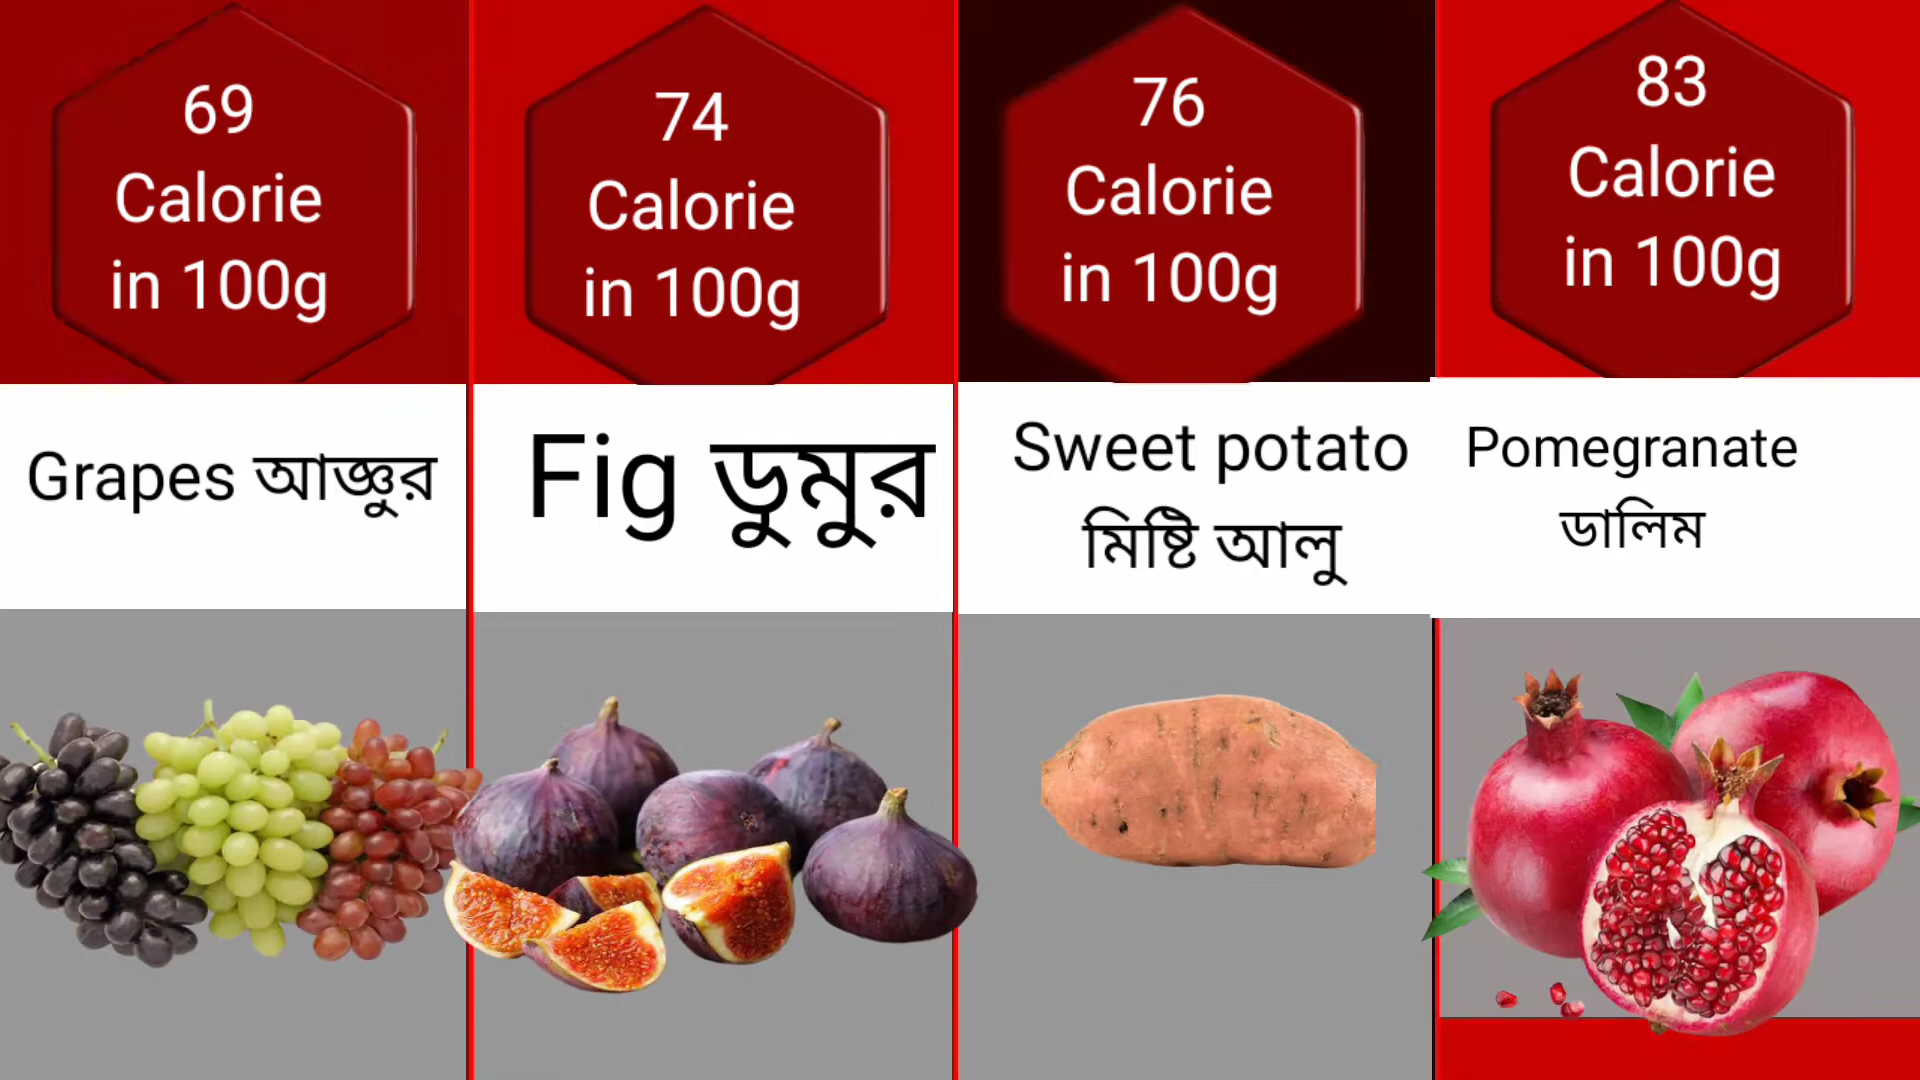 69
Calorie
in 100g
74
Calorie
in 100g
76
Calorie
in 100g
83
Calorie
in 100g
Grapes আজ্ঞুর
Fig ডুমুর
Sweet potato
মিষ্টি আলু
Pomegranate
ডালিম